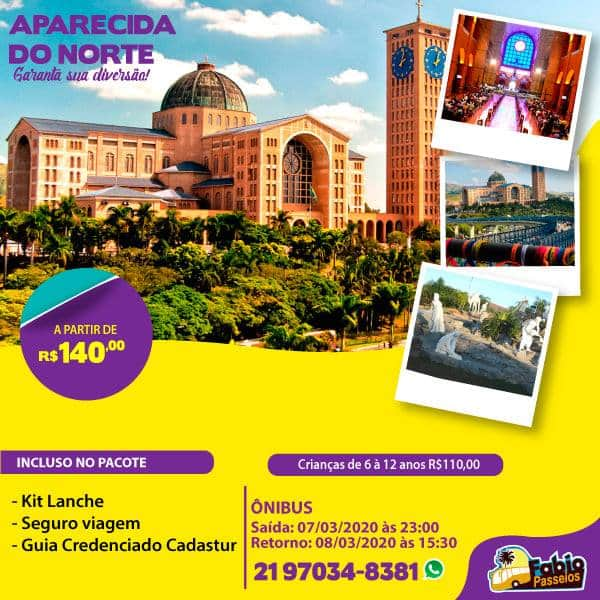 APARECIDA
DO NORTE
Garantà sua diversão!
A PARTIR DE
R$140,00
INCLUSO NO PACOTE
Crianças de 6 à 12 anos R$110,00
- Kit Lanche
- Seguro viagem
- Guia Credenciado Cadastur
ÔNIBUS
Saída: 07/03/2020 às 23:00
Retorno: 08/03/2020 às 15:30
21 97034-8381
Fabio
Passeios